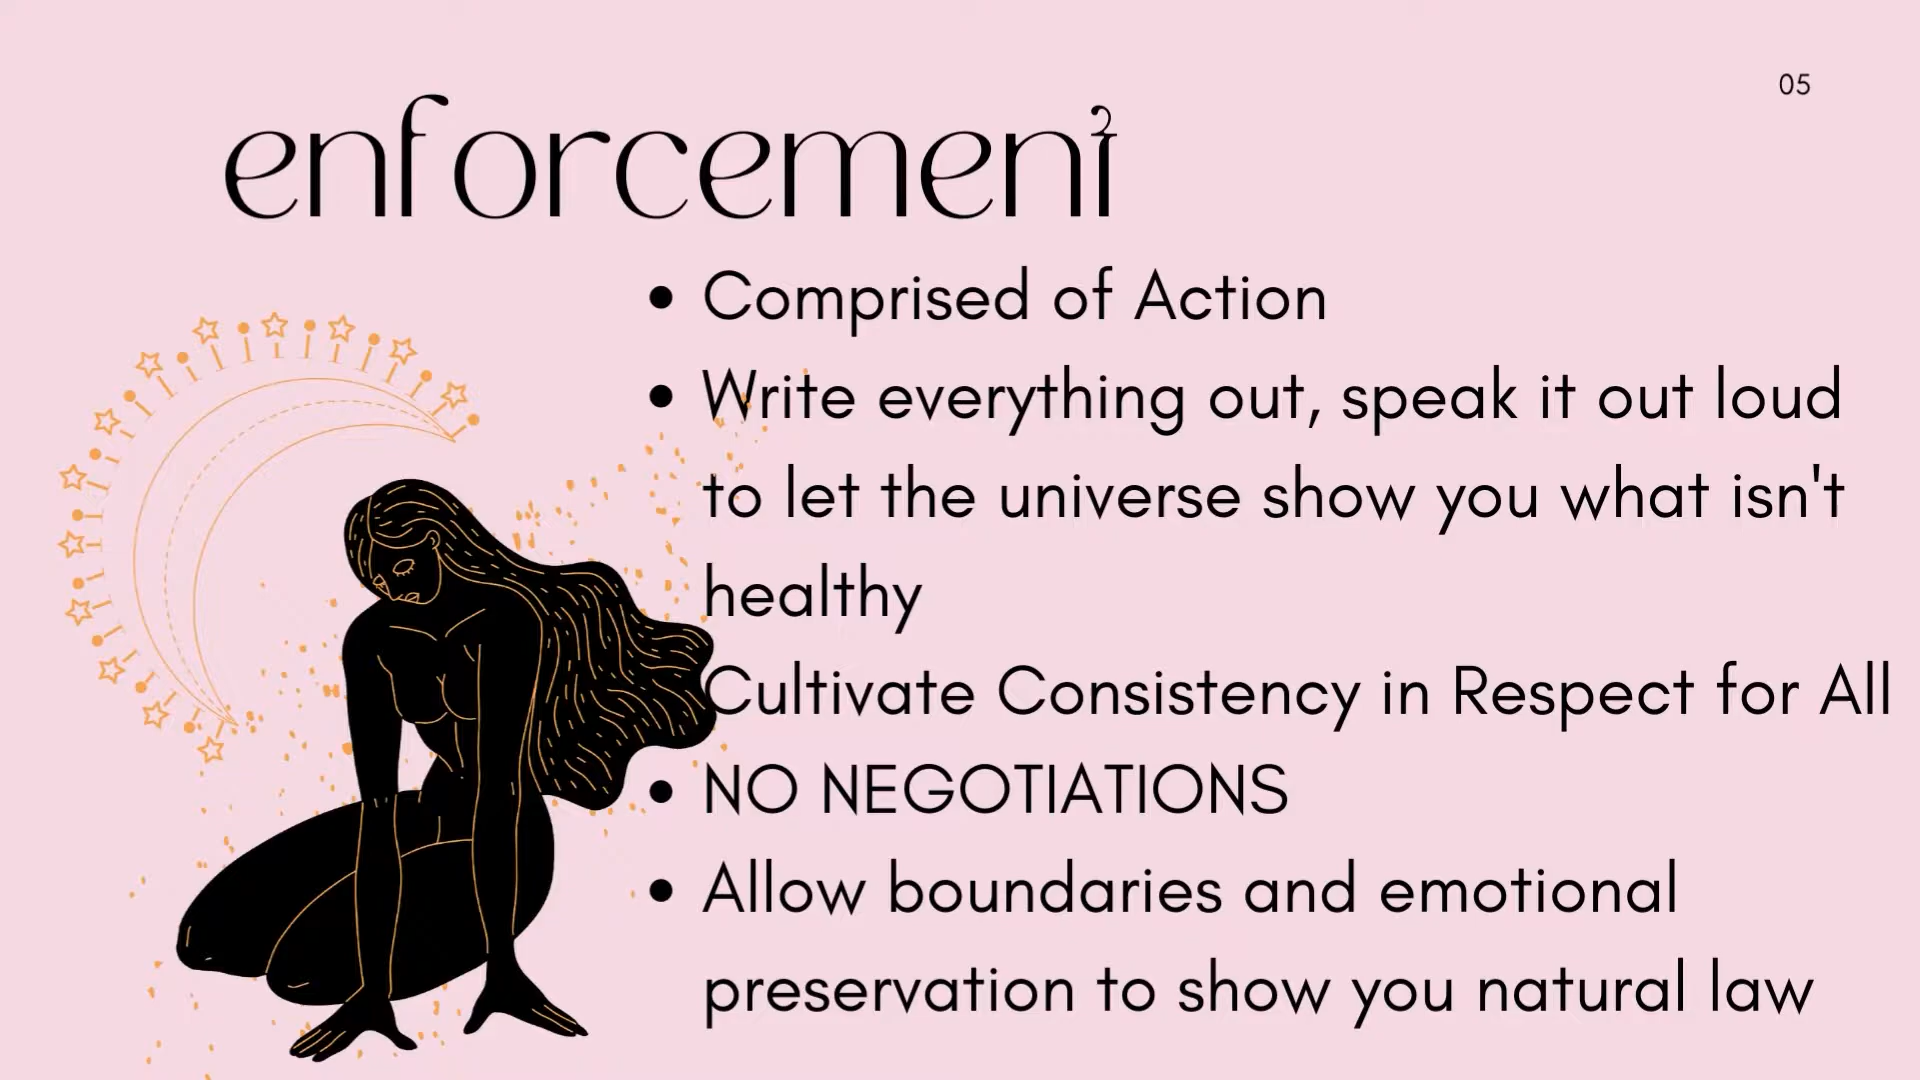 05
enforcement
• Comprised of Action
• Write everything out, speak it out loud
to let the universe show you what isn't
healthy
Cultivate Consistency in Respect for All
• NO NEGOTIATIONS
• Allow boundaries and emotional
preservation to show you natural law